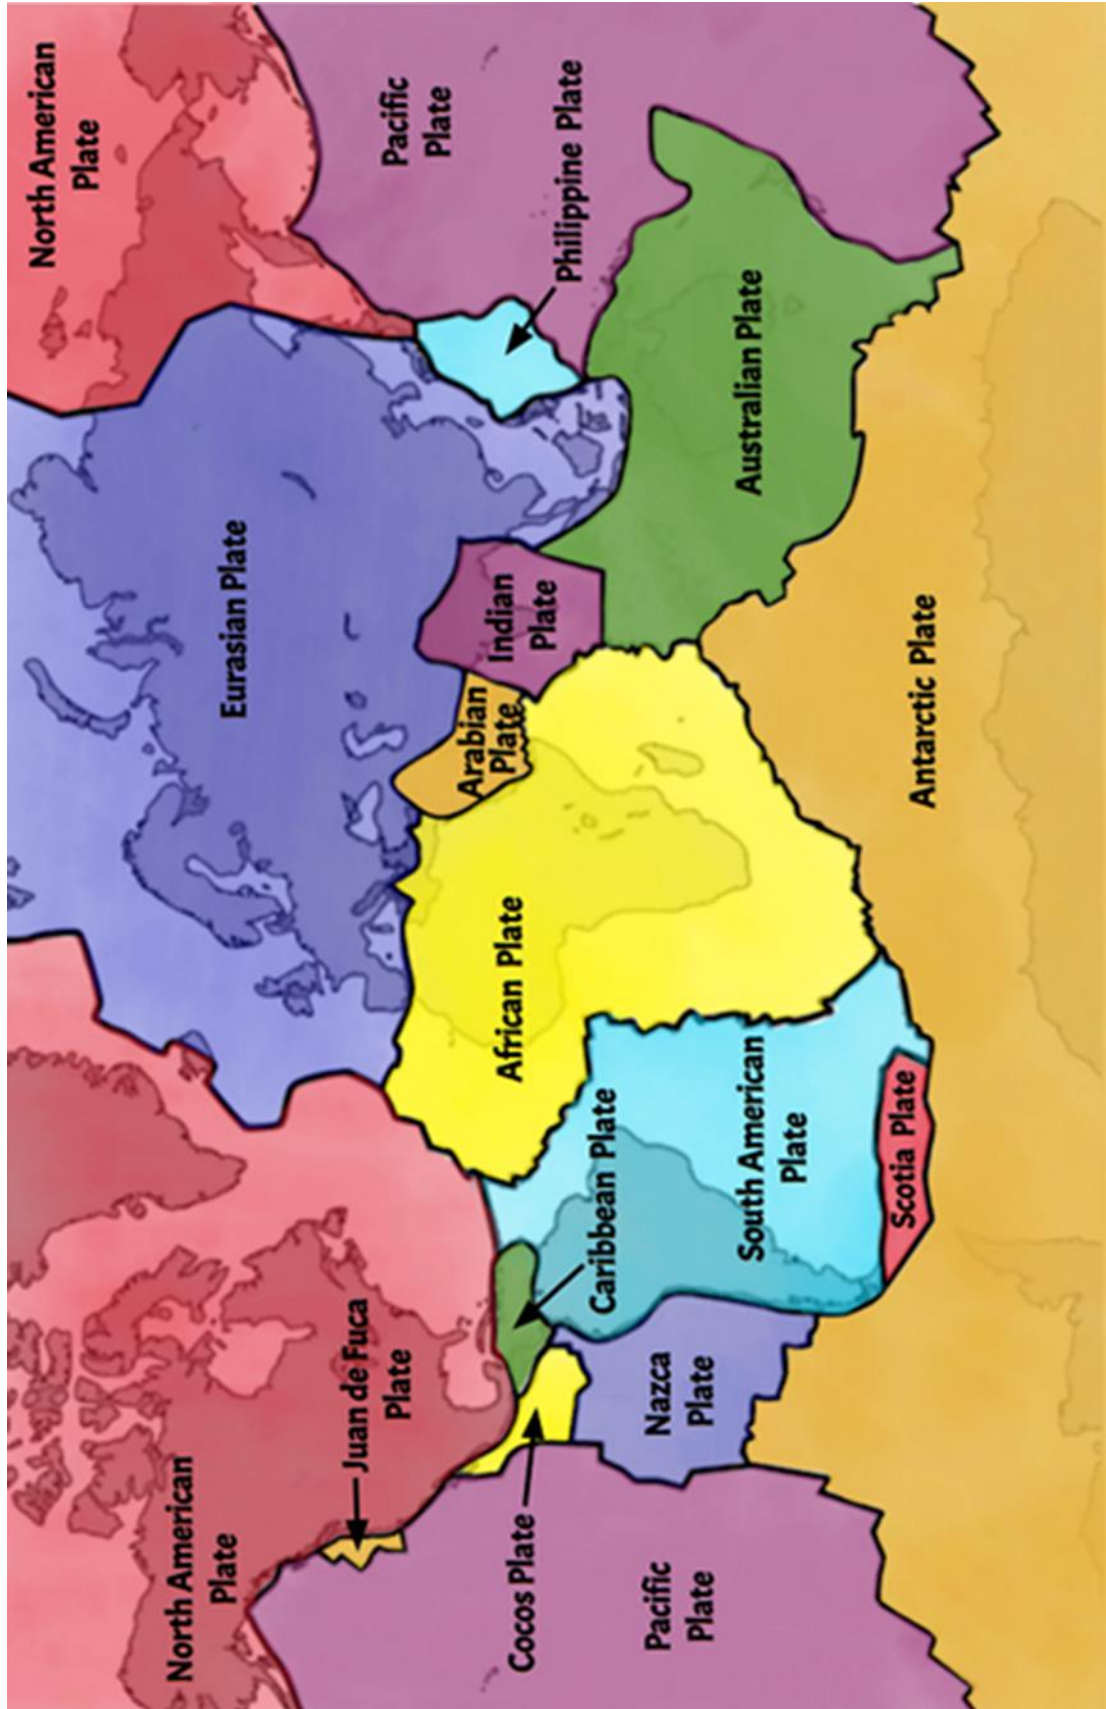 North American
Plate
Juan de Fuca
Plate
Cocos Plate
Pacific
Plate
Caribbean Plate
Nazca
Plate
South American
Plate
Scotia Plate
African Plate
Eurasian Plate
Arabian
Plate
Indian
Plate
Antarctic Plate
North American
Plate
Pacific
Plate
Philippine Plate
Australian Plate